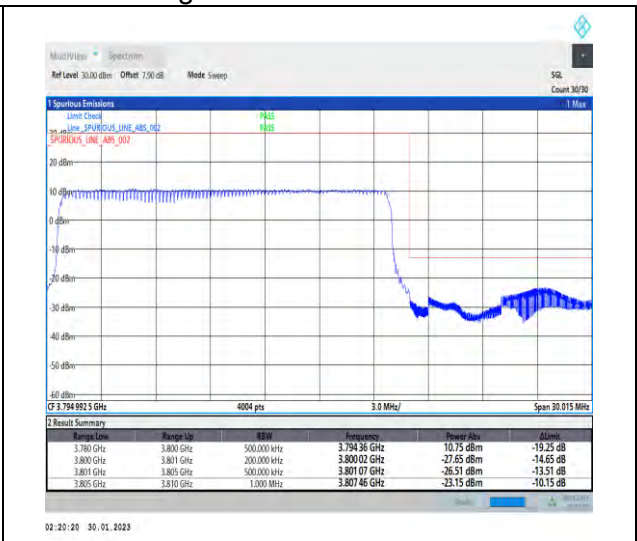 MultiView Spectrum
Ref Level 30.00 dBm Offset 7.90 dB Mode Sweep SGL
Count 30/30
1 Spurious Emissions 1 Max
Limit Check PASS
Line _SPURIOUS_LINE_ABS_002 PASS
_SPURIOUS_LINE_ABS_002
20 dBm
10 dBm
0 dBm
-10 dBm
-20 dBm
-30 dBm
-40 dBm
-50 dBm
-60 dBm
CF 3.794 992 5 GHz 4004 pts 3.0 MHz/ Span 30.015 MHz
2 Result Summary
Range Low Range Up RBW Frequency Power Abs ΔLimit
3.780 GHz 3.800 GHz 500.000 kHz 3.794 36 GHz 10.75 dBm -19.25 dB
3.800 GHz 3.801 GHz 200.000 kHz 3.800 02 GHz -27.65 dBm -14.65 dB
3.801 GHz 3.805 GHz 500.000 kHz 3.801 07 GHz -26.51 dBm -13.51 dB
3.805 GHz 3.810 GHz 1.000 MHz 3.807 46 GHz -23.15 dBm -10.15 dB
Ready
02:20:20 30.01.2023